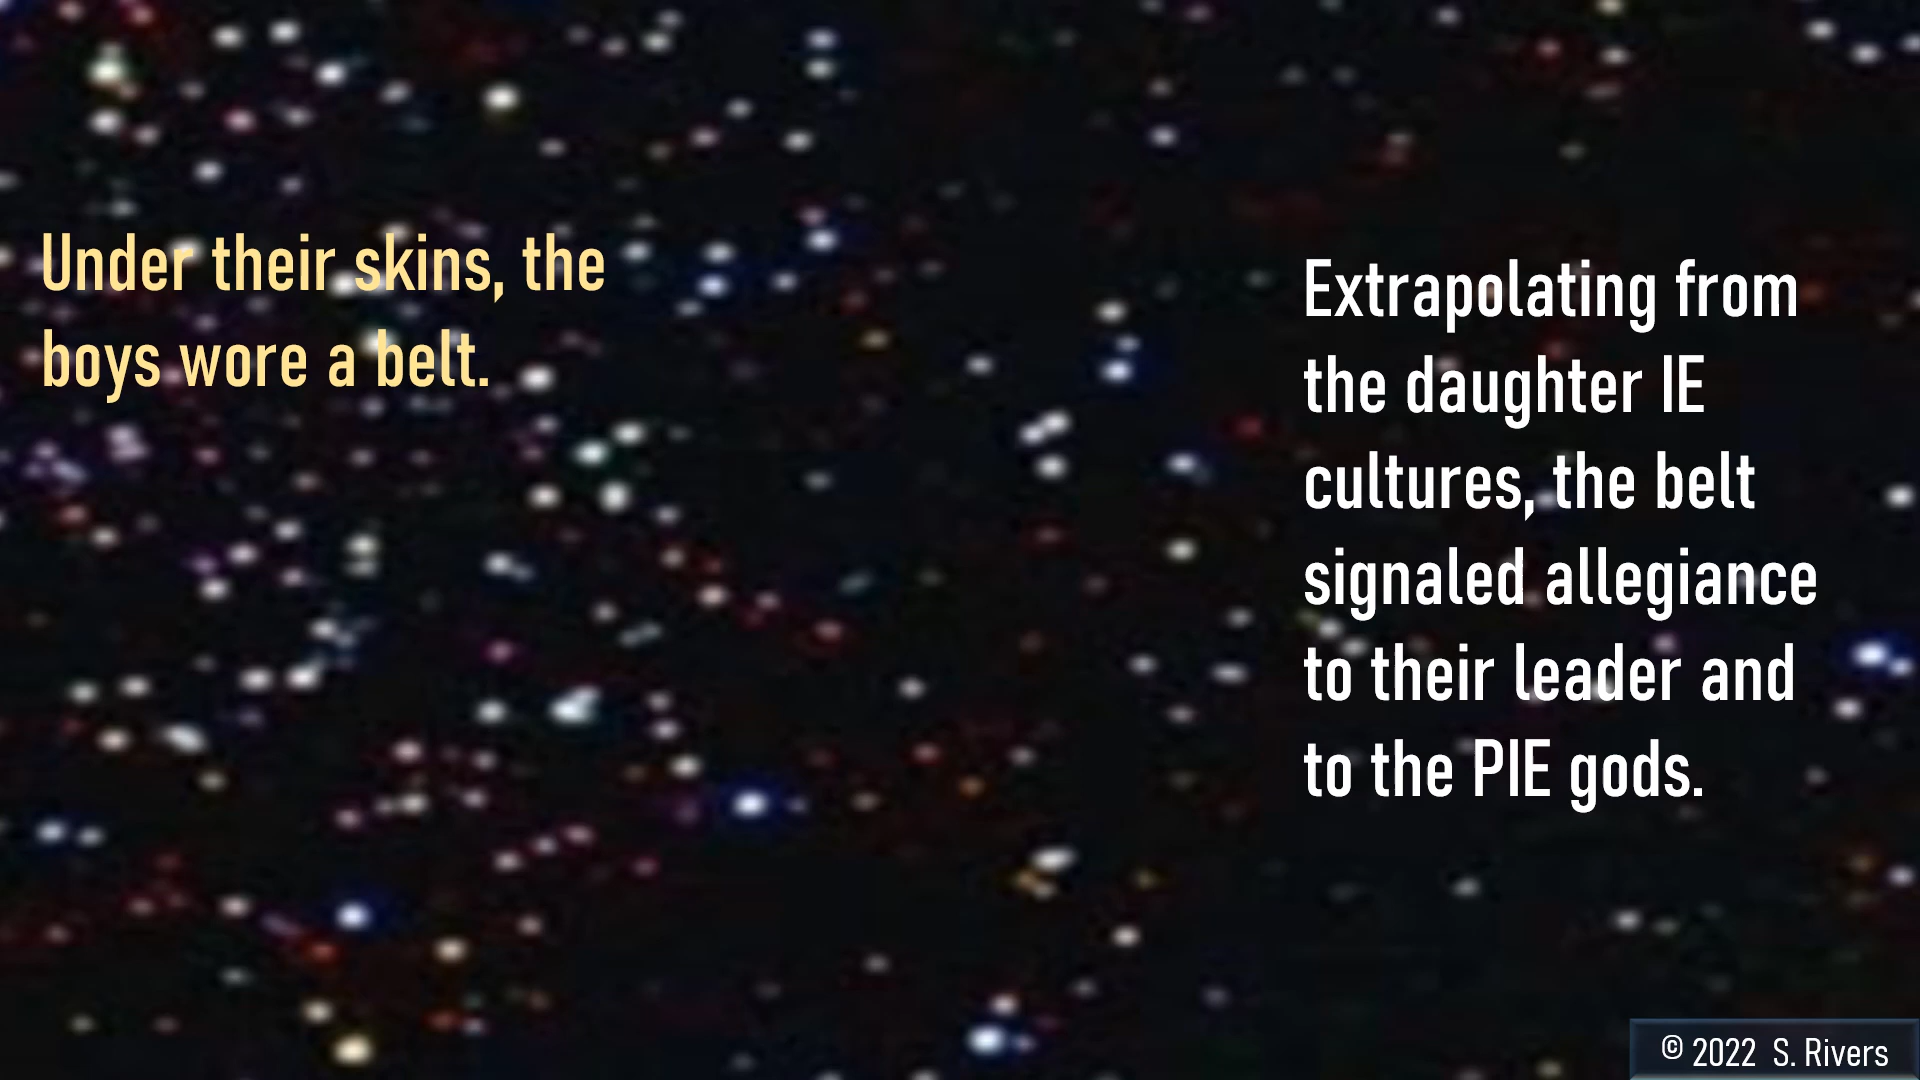 Under their skins, the
boys wore a belt.
Extrapolating from
the daughter IE
cultures, the belt
signaled allegiance
to their leader and
to the PIE gods.
© 2022 S. Rivers